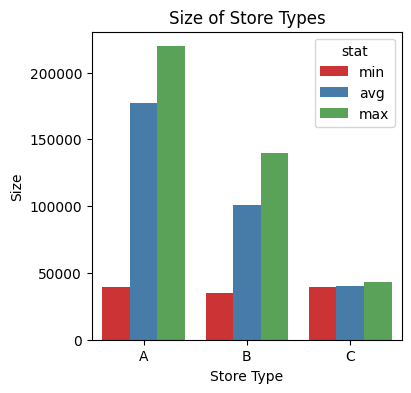 Size of Store Types
stat
min
avg
max
200000
150000
100000
50000
0
Size
A B C
Store Type